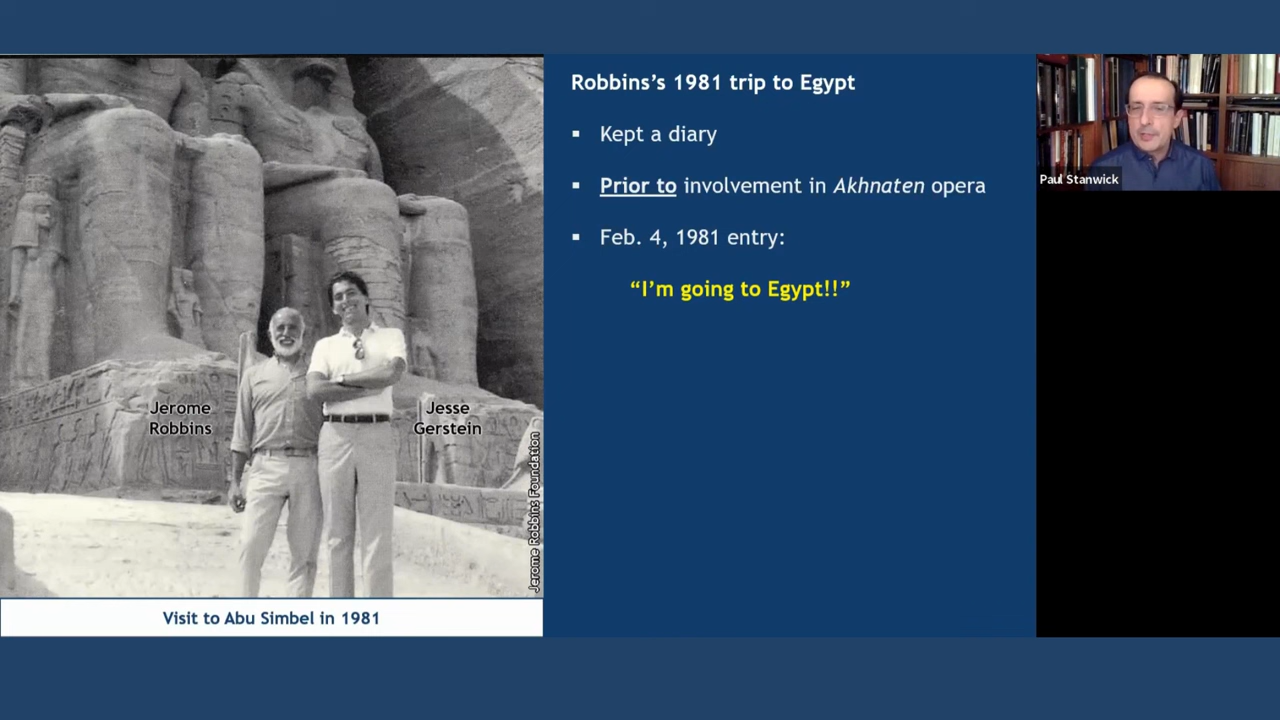 Robbins's 1981 trip to Egypt
▪ Kept a diary
▪ Prior to involvement in Akhnaten opera
▪ Feb. 4, 1981 entry:
“I'm going to Egypt!!”
Jerome
Robbins
Jesse
Gerstein
Jerome Robbins Foundation
Visit to Abu Simbel in 1981
Paul Stanwick